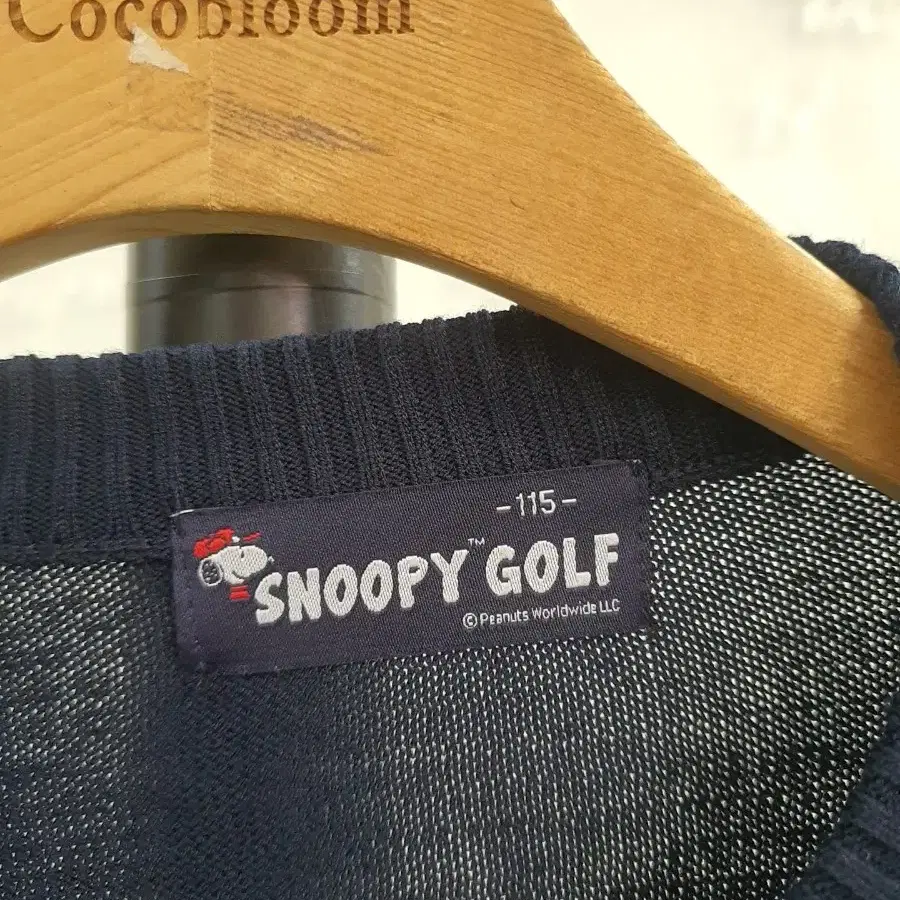 Cocobloom
-115-
SNOOPY™ GOLF
©Peanuts Worldwide LLC